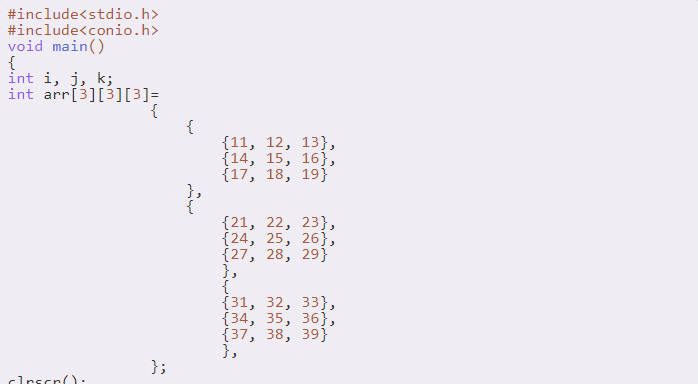 #include<stdio.h>
#include<conio.h>
void main()
{
int i, j, k;
int arr[3][3][3]=
{
{
{11, 12, 13},
{14, 15, 16},
{17, 18, 19}
},
{
{21, 22, 23},
{24, 25, 26},
{27, 28, 29}
},
{
{31, 32, 33},
{34, 35, 36},
{37, 38, 39}
},
};
clrscr();